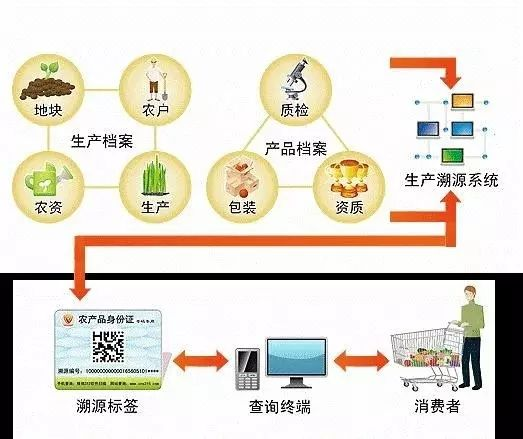 地块
农户
质检
生产档案
产品档案
农资
生产
包装
资质
生产溯源系统
农产品身份证
溯源标签
查询终端
消费者